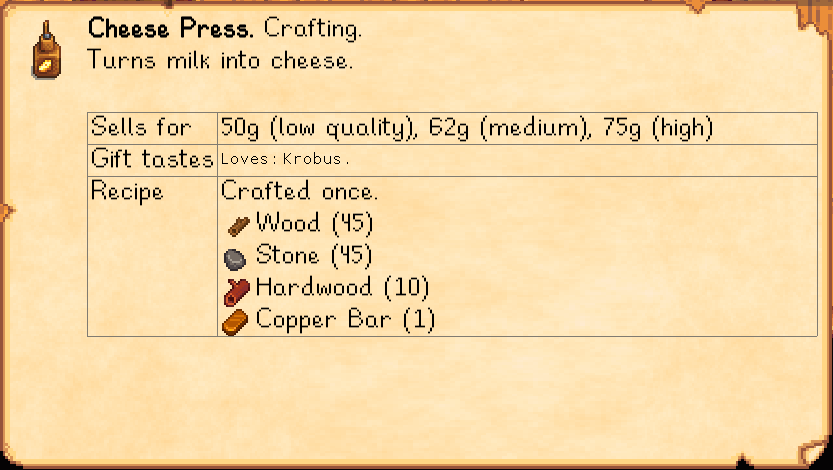 Cheese Press. Crafting.
Turns milk into cheese.
Sells for 50g (low quality), 62g (medium), 75g (high)
Gift tastes Loves: Krobus.
Recipe Crafted once.
Wood (45)
Stone (45)
Hardwood (10)
Copper Bar (1)